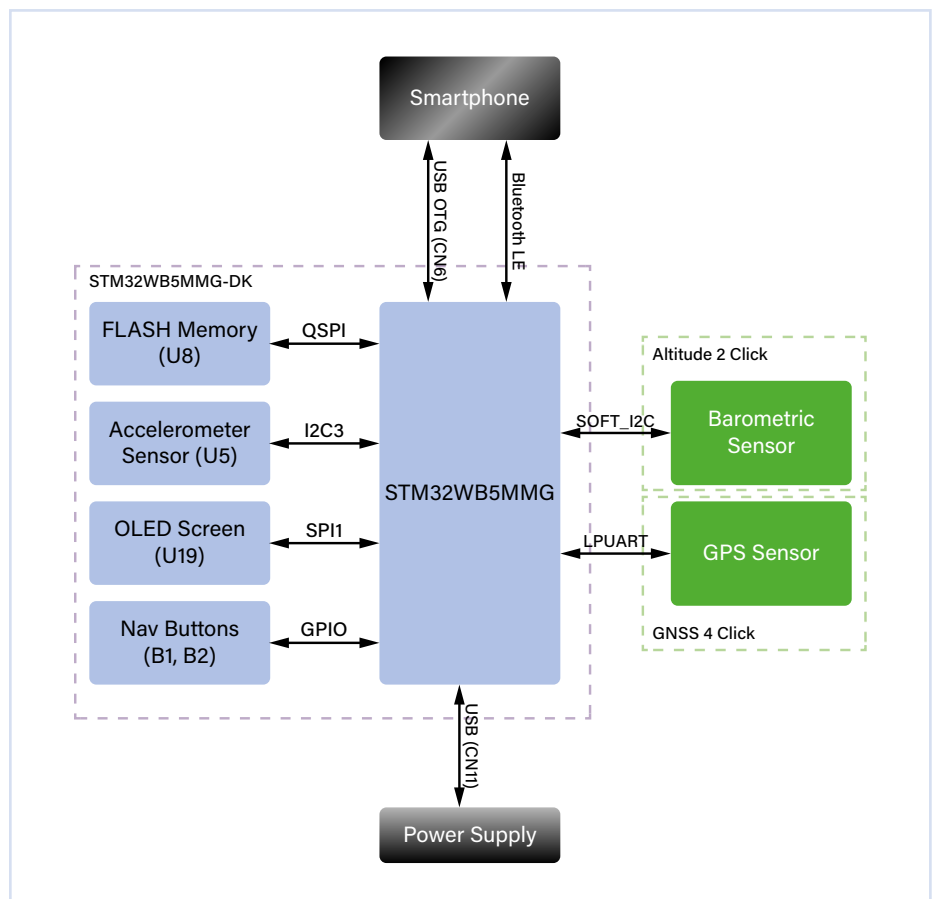 Smartphone
USB OTG (CN6)
Bluetooth LE
STM32WB5MMG-DK
FLASH Memory
(U8)
QSPI
Accelerometer
Sensor (U5)
I2C3
OLED Screen
(U19)
SPI1
Nav Buttons
(B1, B2)
GPIO
STM32WB5MMG
Altitude 2 Click
SOFT_I2C
Barometric
Sensor
LPUART
GPS Sensor
GNSS 4 Click
USB (CN11)
Power Supply